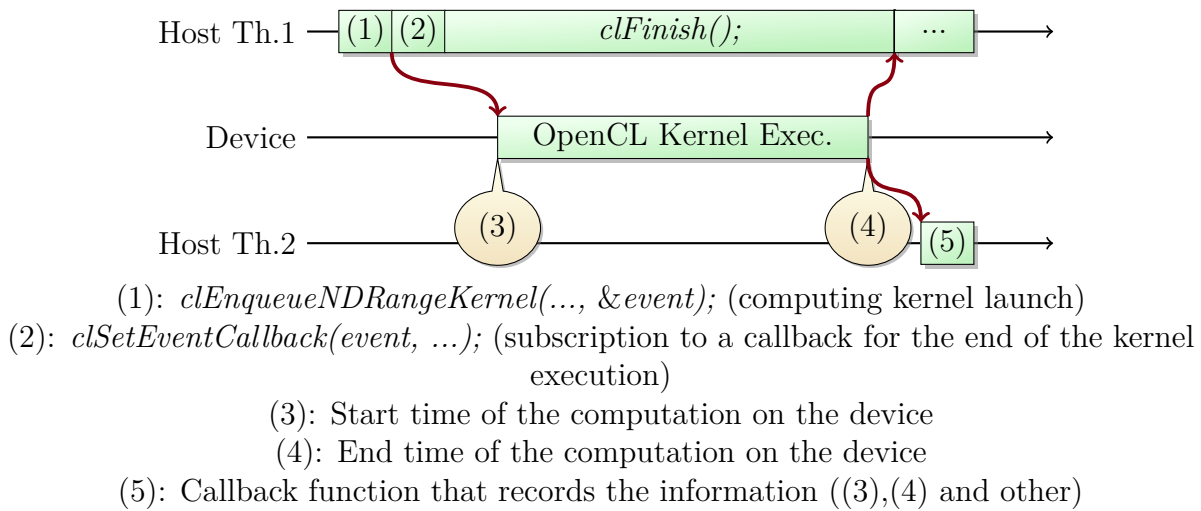 Host Th.1 (1) (2) clFinish(); ...
Device OpenCL Kernel Exec.
(3) (4)
Host Th.2 (5)
(1): clEnqueueNDRangeKernel(..., &event); (computing kernel launch)
(2): clSetEventCallback(event, ...); (subscription to a callback for the end of the kernel
execution)
(3): Start time of the computation on the device
(4): End time of the computation on the device
(5): Callback function that records the information ((3),(4) and other)